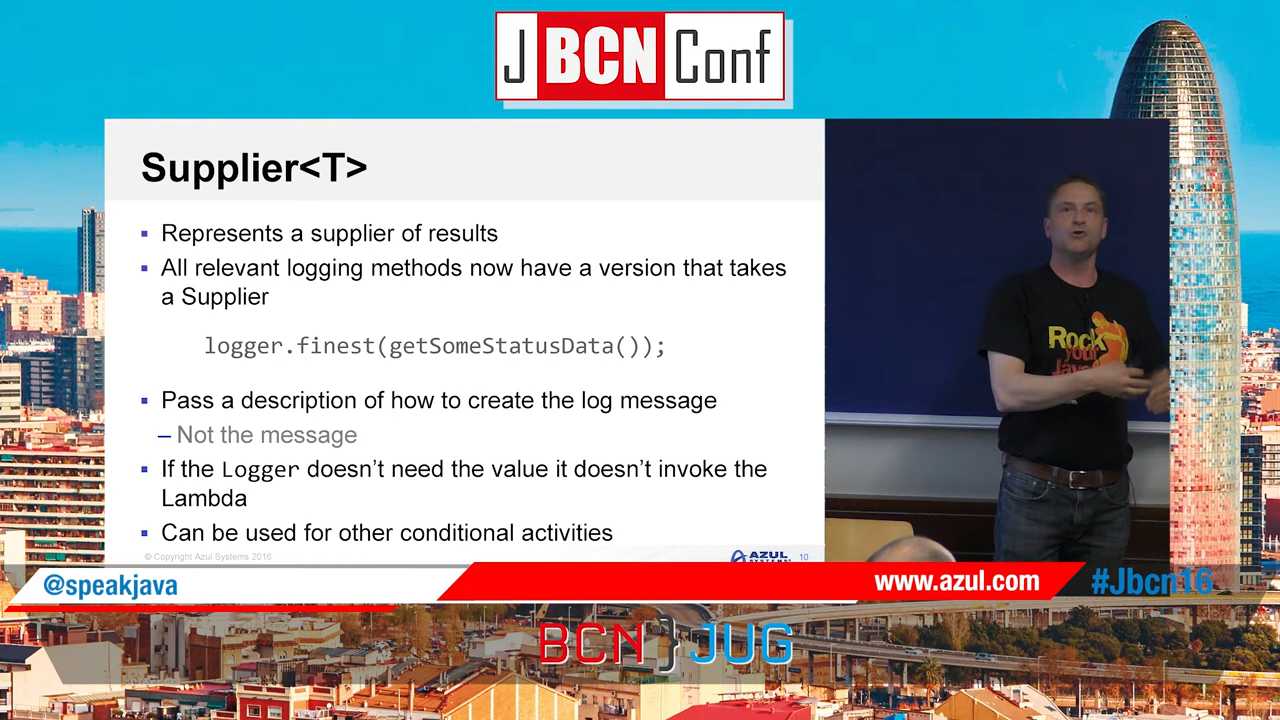 J BCN Conf
Supplier<T>
▪ Represents a supplier of results
▪ All relevant logging methods now have a version that takes
a Supplier
logger.finest(getSomeStatusData());
▪ Pass a description of how to create the log message
– Not the message
▪ If the Logger doesn’t need the value it doesn’t invoke the
Lambda
▪ Can be used for other conditional activities
© Copyright Azul Systems 2016
AZUL
SYSTEMS
10
Rock
your
Java
@speakjava
www.azul.com
#Jbcn16
BCN } JUG